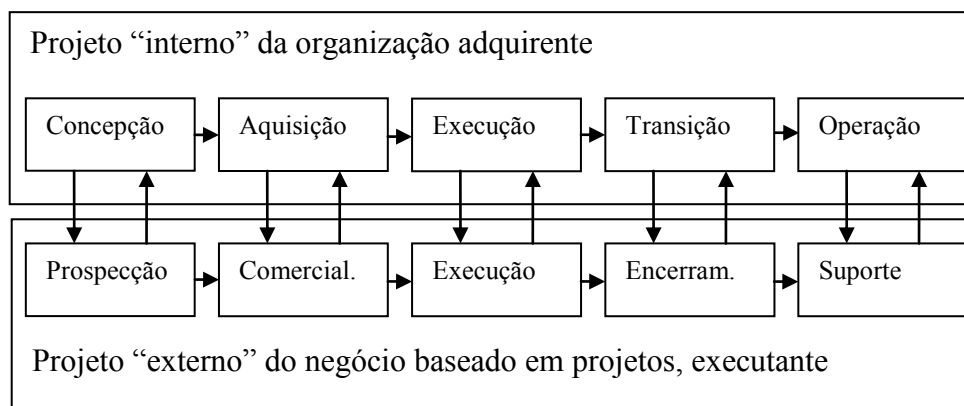 Projeto “interno” da organização adquirente
Concepção
Aquisição
Execução
Transição
Operação
Prospecção
Comercial.
Execução
Encerram.
Suporte
Projeto “externo” do negócio baseado em projetos, executante